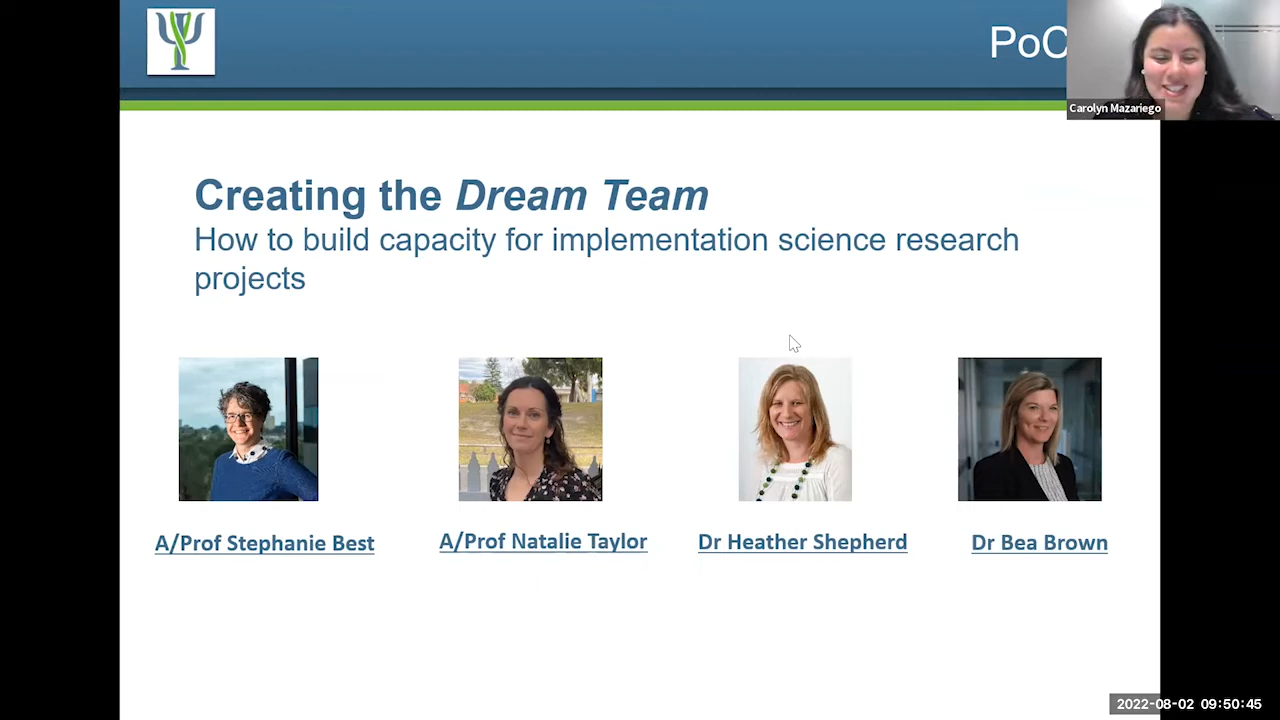 PoC
Carolyn Mazariego
Creating the Dream Team
How to build capacity for implementation science research
projects
A/Prof Stephanie Best
A/Prof Natalie Taylor
Dr Heather Shepherd
Dr Bea Brown
2022-08-02 09:50:45